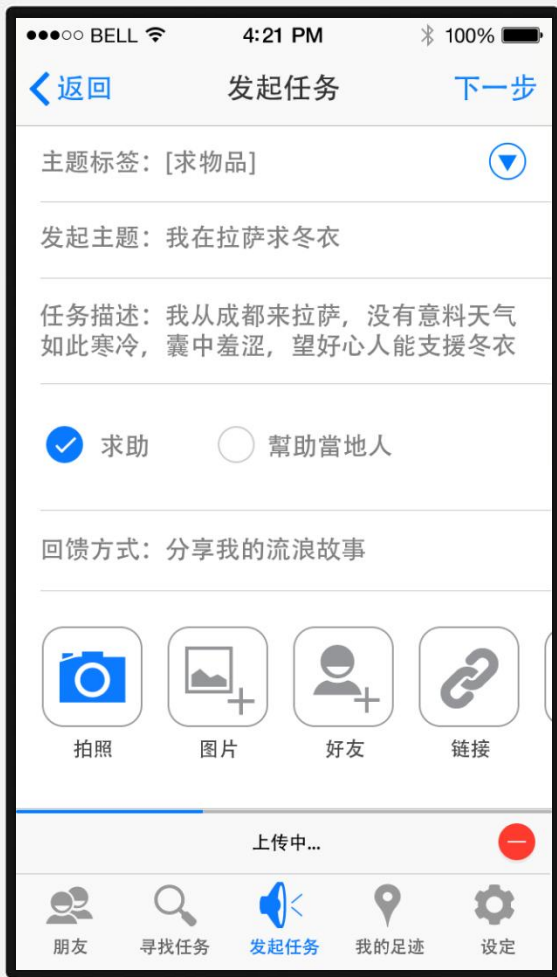 BELL 4:21 PM 100%
返回 发起任务 下一步
主题标签：[求物品]
发起主题：我在拉萨求冬衣
任务描述：我从成都来拉萨，没有意料天气
如此寒冷，囊中羞涩，望好心人能支援冬衣
求助 幫助當地人
回馈方式：分享我的流浪故事
拍照 图片 好友 链接
上传中...
朋友 寻找任务 发起任务 我的足迹 设定